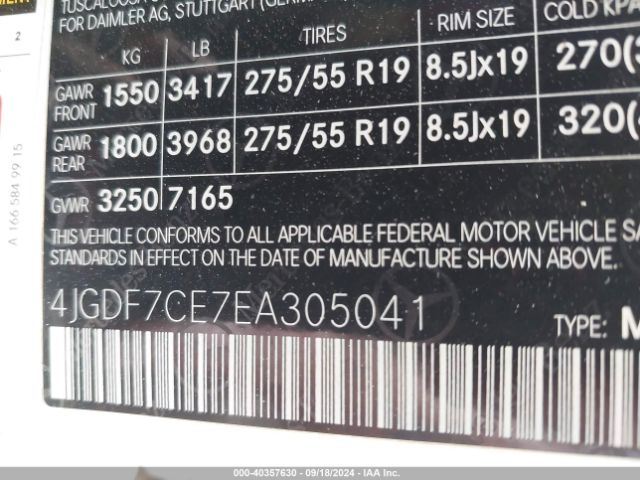 TUSCALOOSA
FOR DAIMLER AG, STUTTGART (GERM
KG LB TIRES RIM SIZE COLD KPA
GAWR FRONT 1550 3417 275/55 R19 8.5Jx19 270(
GAWR REAR 1800 3968 275/55 R19 8.5Jx19 320(
GVWR 3250 7165
THIS VEHICLE CONFORMS TO ALL APPLICABLE FEDERAL MOTOR VEHICLE SA
STANDARDS IN EFFECT ON THE DATE OF MANUFACTURE SHOWN ABOVE.
4JGDF7CE7EA305041
TYPE: M
2
A 166 584 99 15
000-40357630 - 09/18/2024 - IAA Inc.